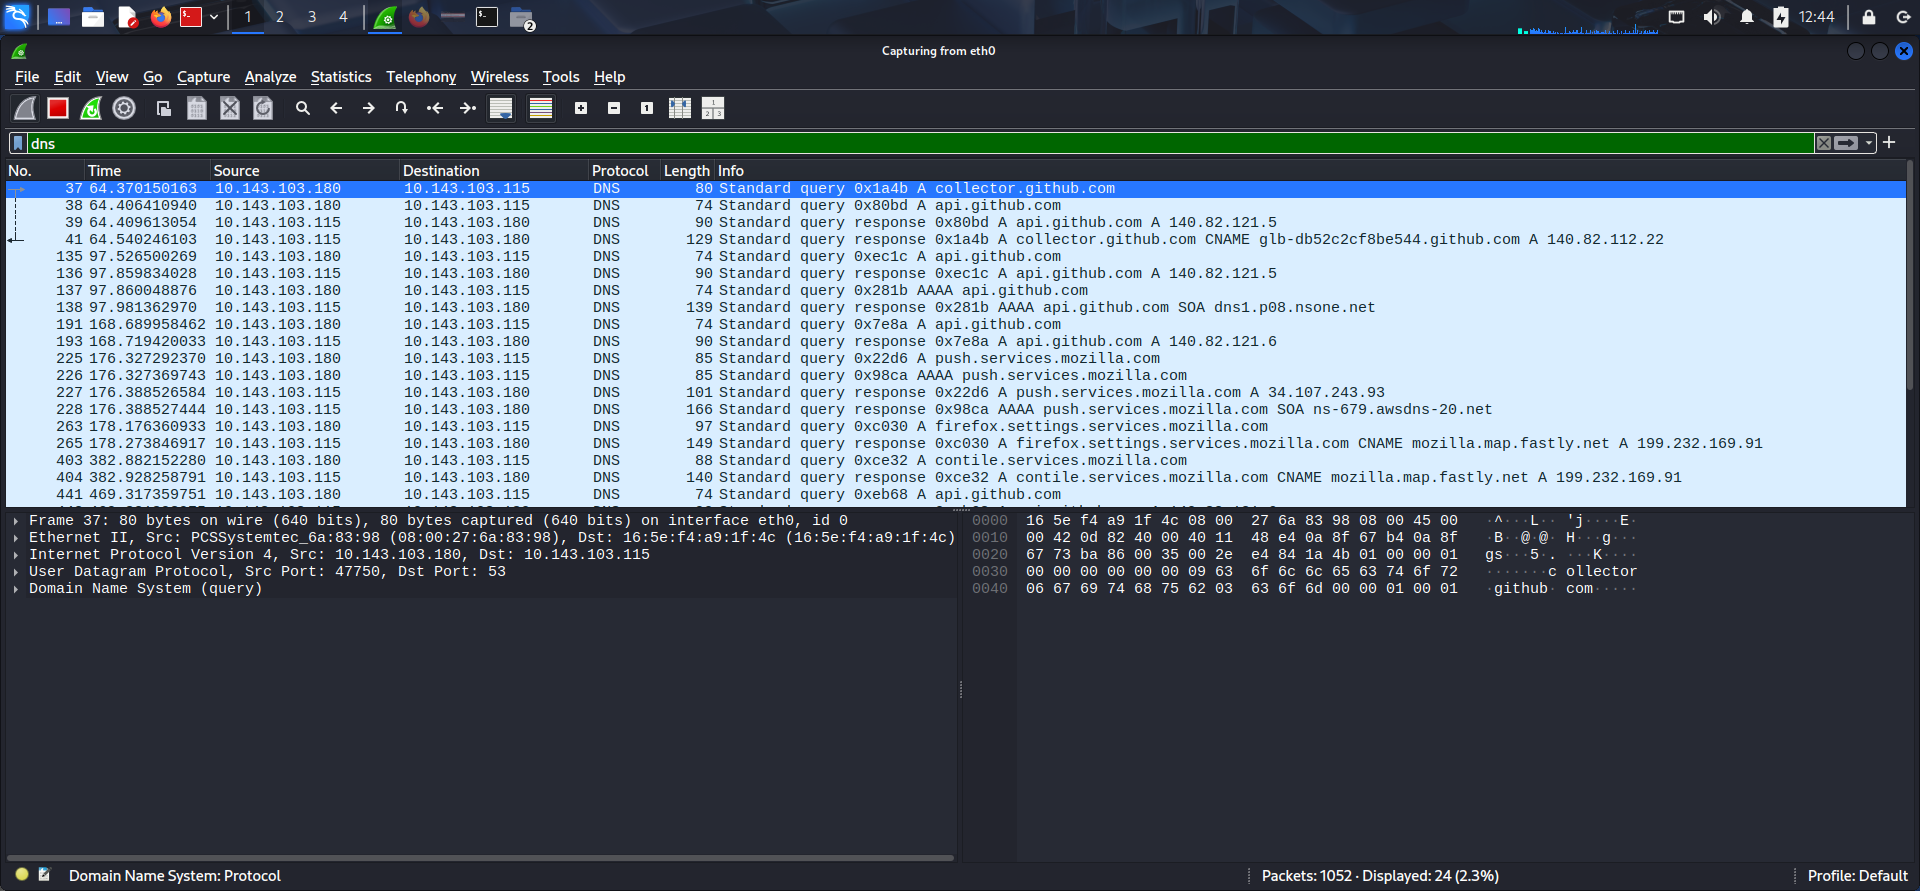 1 2 3 4 2 12:44
Capturing from eth0
File Edit View Go Capture Analyze Statistics Telephony Wireless Tools Help
dns
No. Time Source Destination Protocol Length Info
37 64.370150163 10.143.103.180 10.143.103.115 DNS 80 Standard query 0x1a4b A collector.github.com
38 64.406410940 10.143.103.180 10.143.103.115 DNS 74 Standard query 0x80bd A api.github.com
39 64.409613054 10.143.103.115 10.143.103.180 DNS 90 Standard query response 0x80bd A api.github.com A 140.82.121.5
41 64.540246103 10.143.103.115 10.143.103.180 DNS 129 Standard query response 0x1a4b A collector.github.com CNAME glb-db52c2cf8be544.github.com A 140.82.112.22
135 97.526500269 10.143.103.180 10.143.103.115 DNS 74 Standard query 0xec1c A api.github.com
136 97.859834028 10.143.103.115 10.143.103.180 DNS 90 Standard query response 0xec1c A api.github.com A 140.82.121.5
137 97.860048876 10.143.103.180 10.143.103.115 DNS 74 Standard query 0x281b AAAA api.github.com
138 97.981362970 10.143.103.115 10.143.103.180 DNS 139 Standard query response 0x281b AAAA api.github.com SOA dns1.p08.nsone.net
191 168.689958462 10.143.103.180 10.143.103.115 DNS 74 Standard query 0x7e8a A api.github.com
193 168.719420033 10.143.103.115 10.143.103.180 DNS 90 Standard query response 0x7e8a A api.github.com A 140.82.121.6
225 176.327292370 10.143.103.180 10.143.103.115 DNS 85 Standard query 0x22d6 A push.services.mozilla.com
226 176.327369743 10.143.103.180 10.143.103.115 DNS 85 Standard query 0x98ca AAAA push.services.mozilla.com
227 176.388526584 10.143.103.115 10.143.103.180 DNS 101 Standard query response 0x22d6 A push.services.mozilla.com A 34.107.243.93
228 176.388527444 10.143.103.115 10.143.103.180 DNS 166 Standard query response 0x98ca AAAA push.services.mozilla.com SOA ns-679.awsdns-20.net
263 178.176360933 10.143.103.180 10.143.103.115 DNS 97 Standard query 0xc030 A firefox.settings.services.mozilla.com
265 178.273846917 10.143.103.115 10.143.103.180 DNS 149 Standard query response 0xc030 A firefox.settings.services.mozilla.com CNAME mozilla.map.fastly.net A 199.232.169.91
403 382.882152280 10.143.103.180 10.143.103.115 DNS 88 Standard query 0xce32 A contile.services.mozilla.com
404 382.928258791 10.143.103.115 10.143.103.180 DNS 140 Standard query response 0xce32 A contile.services.mozilla.com CNAME mozilla.map.fastly.net A 199.232.169.91
441 469.317359751 10.143.103.180 10.143.103.115 DNS 74 Standard query 0xeb68 A api.github.com
Frame 37: 80 bytes on wire (640 bits), 80 bytes captured (640 bits) on interface eth0, id 0
Ethernet II, Src: PCSSystemtec_6a:83:98 (08:00:27:6a:83:98), Dst: 16:5e:f4:a9:1f:4c (16:5e:f4:a9:1f:4c)
Internet Protocol Version 4, Src: 10.143.103.180, Dst: 10.143.103.115
User Datagram Protocol, Src Port: 47750, Dst Port: 53
Domain Name System (query)
0000 16 5e f4 a9 1f 4c 08 00 27 6a 83 98 08 00 45 00 ·^···L·· 'j····E·
0010 00 42 0d 82 40 00 40 11 48 e4 0a 8f 67 b4 0a 8f ·B··@·@· H···g···
0020 67 73 ba 86 00 35 00 2e e4 84 1a 4b 01 00 00 01 gs···5·. ···K····
0030 00 00 00 00 00 00 09 63 6f 6c 6c 65 63 74 6f 72 ·······c ollector
0040 06 67 69 74 68 75 62 03 63 6f 6d 00 00 01 00 01 ·github· com·····
Domain Name System: Protocol
Packets: 1052 · Displayed: 24 (2.3%)
Profile: Default